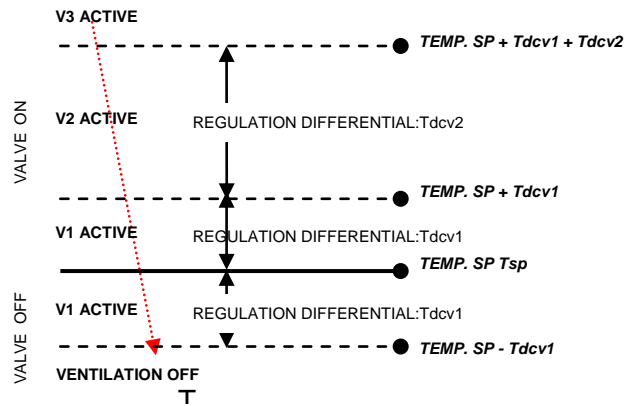 V3 ACTIVE
TEMP. SP + Tdcv1 + Tdcv2
VALVE ON
V2 ACTIVE
REGULATION DIFFERENTIAL:Tdcv2
TEMP. SP + Tdcv1
V1 ACTIVE
REGULATION DIFFERENTIAL:Tdcv1
TEMP. SP Tsp
VALVE OFF
V1 ACTIVE
REGULATION DIFFERENTIAL:Tdcv1
TEMP. SP - Tdcv1
VENTILATION OFF
T